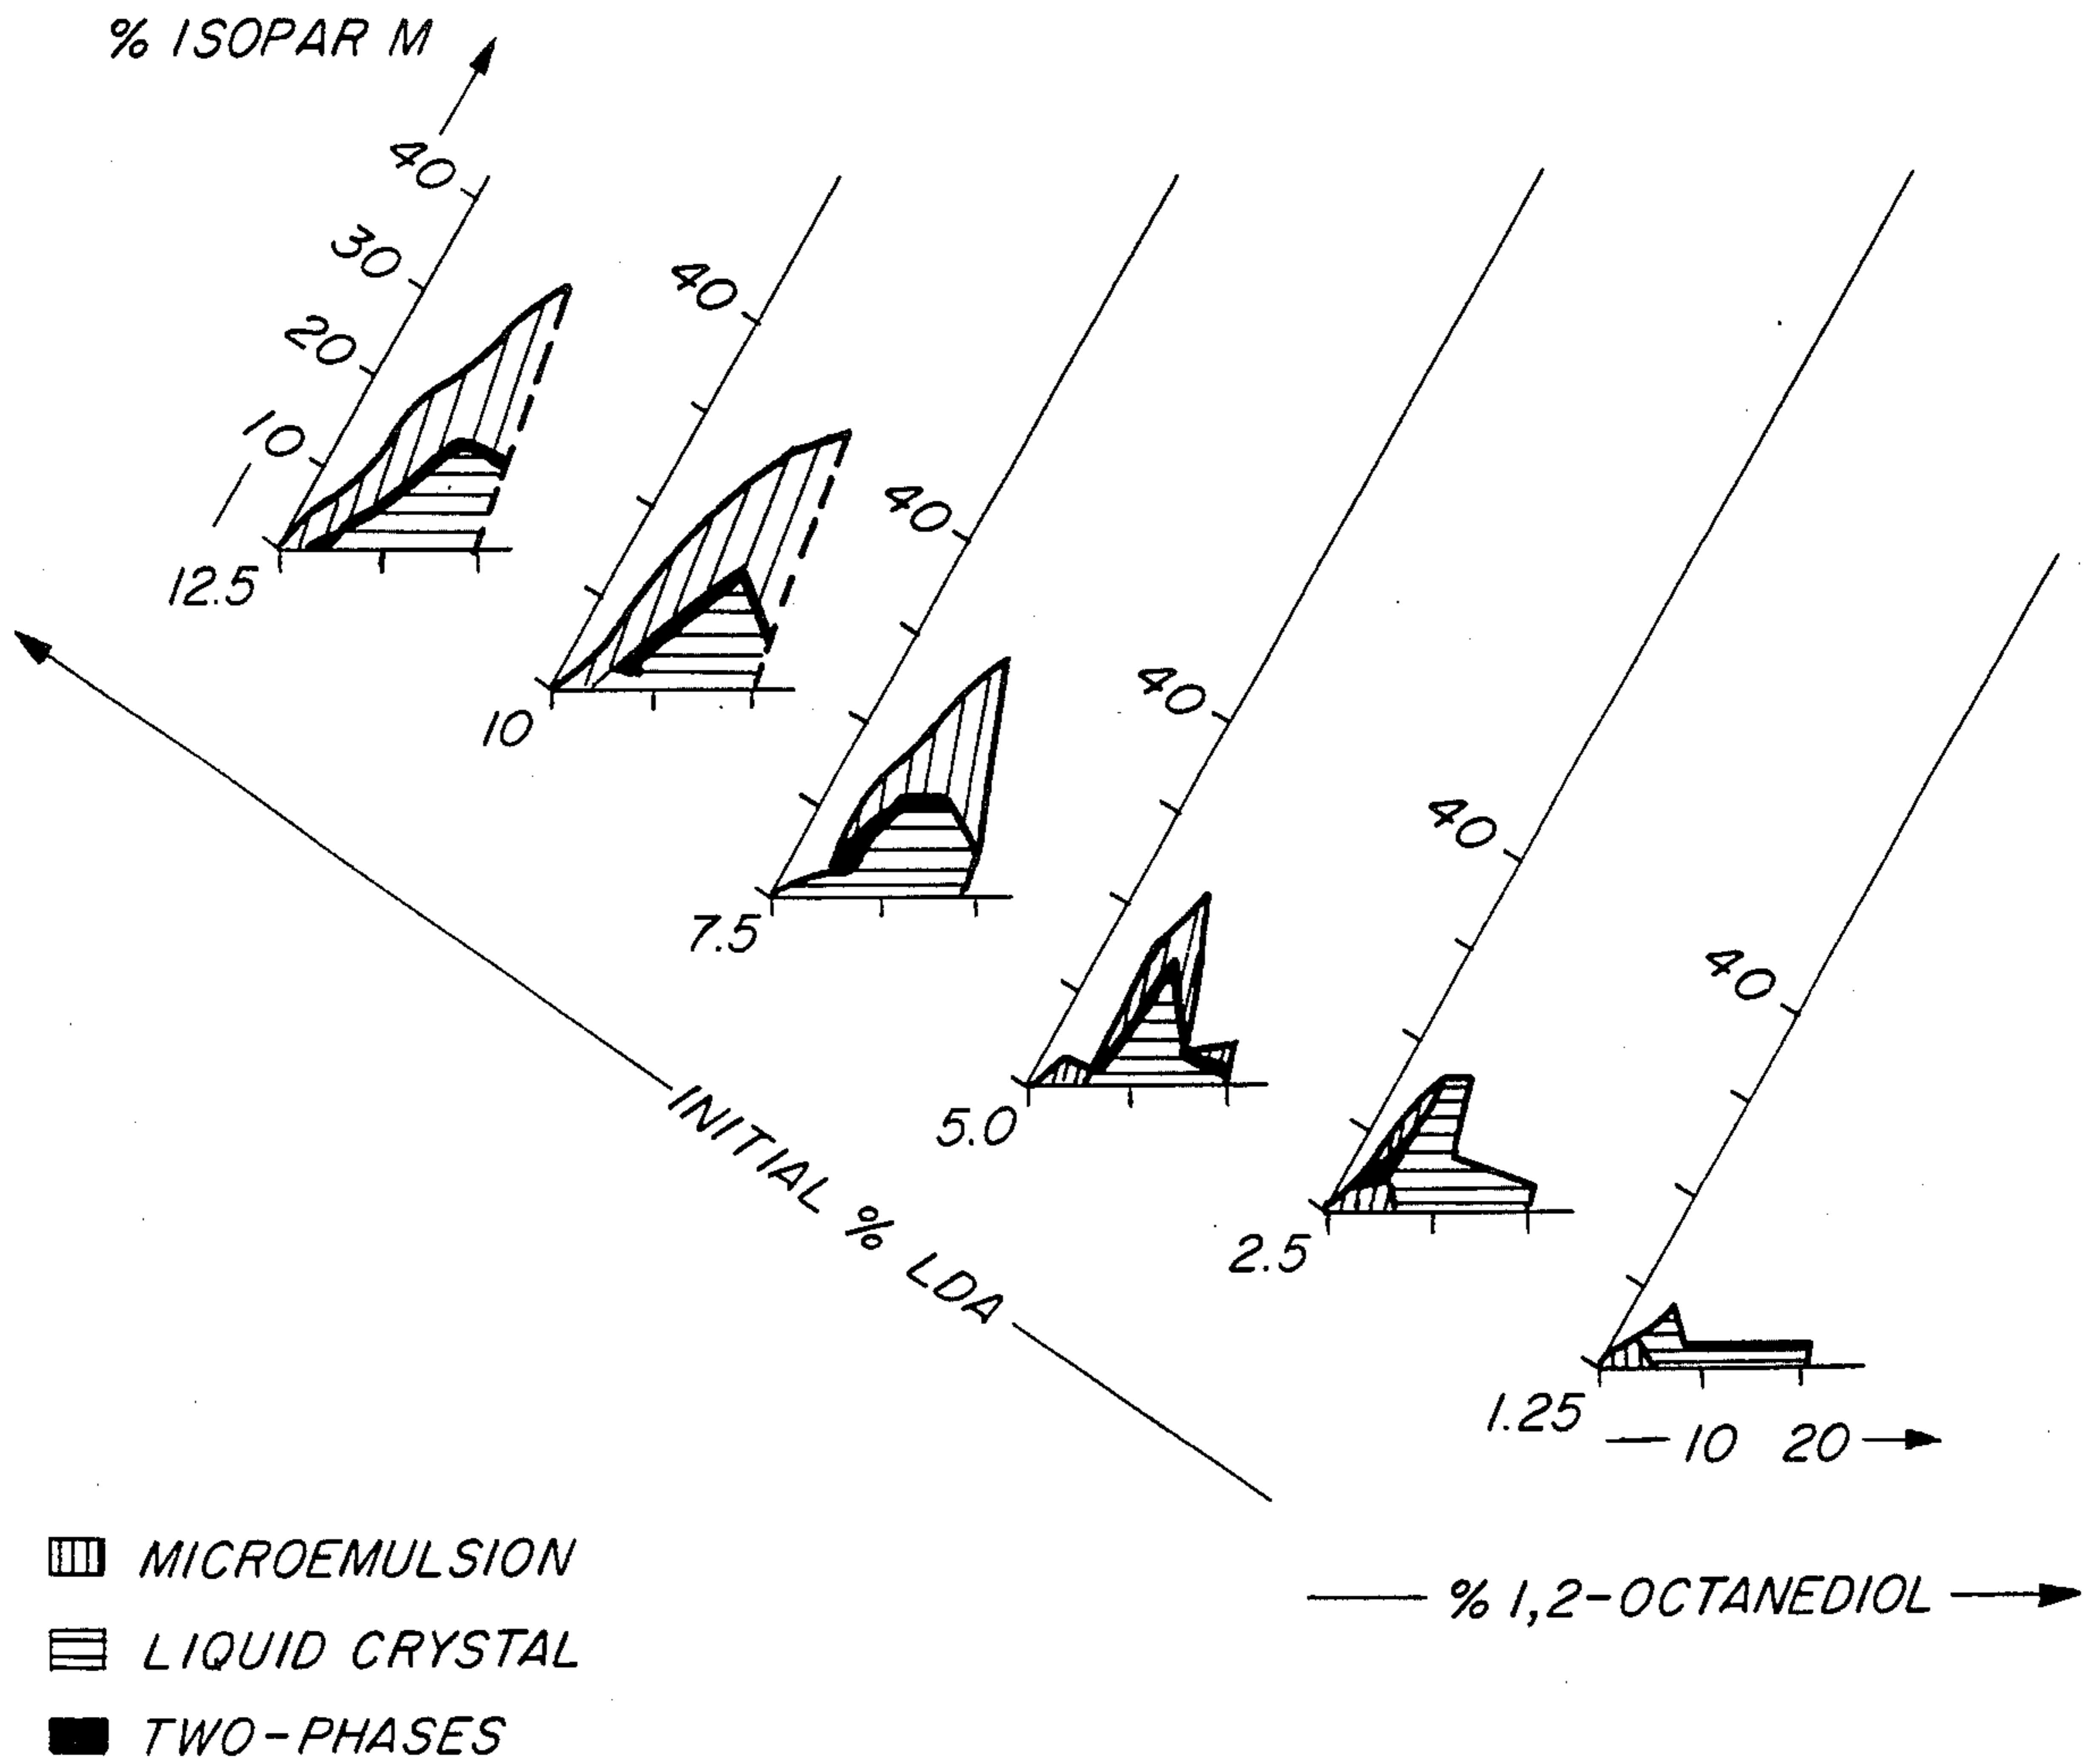 % ISOPAR M
40
30
20
10
12.5
40
10
40
7.5
40
5.0
40
2.5
40
1.25
10 20
INITIAL % LDA
MICROEMULSION
LIQUID CRYSTAL
TWO-PHASES
% 1,2-OCTANEDIOL